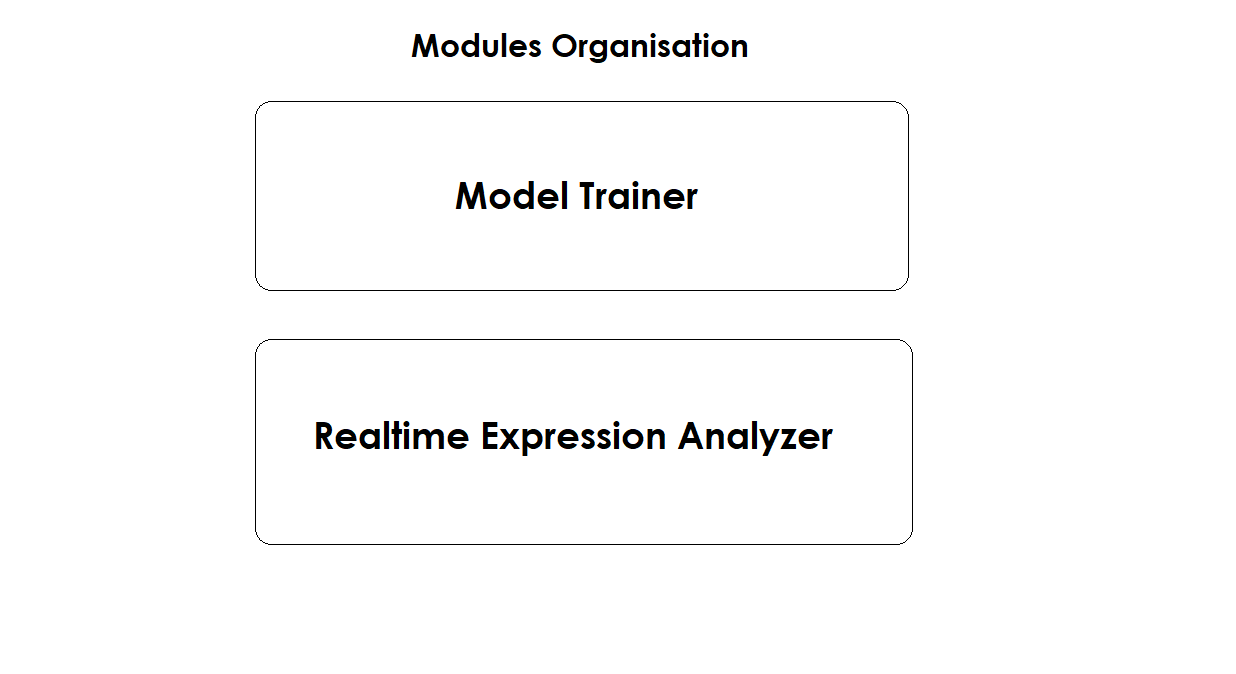 Modules Organisation
Model Trainer
Realtime Expression Analyzer